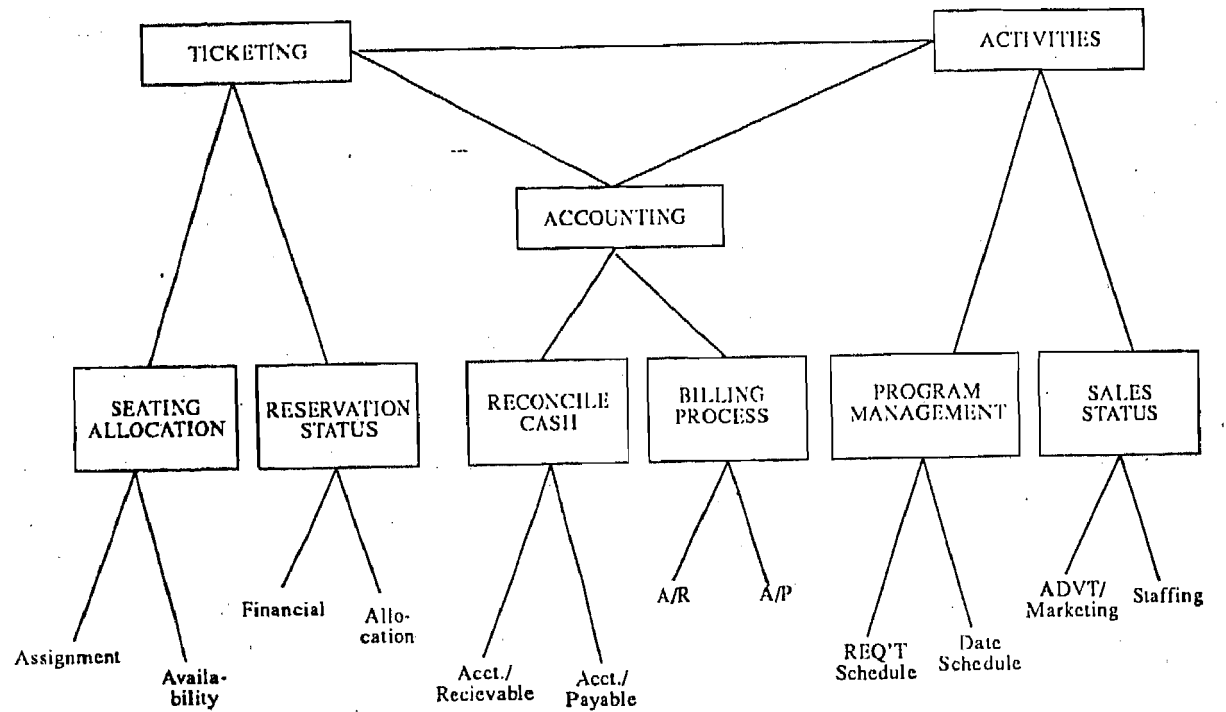 TICKETING
ACTIVITIES
ACCOUNTING
SEATING
ALLOCATION
RESERVATION
STATUS
RECONCILE
CASH
BILLING
PROCESS
PROGRAM
MANAGEMENT
SALES
STATUS
Assignment
Availa-
bility
Financial
Allo-
cation
Acct./
Recievable
Acct./
Payable
A/R
A/P
REQ'T
Schedule
Date
Schedule
ADVT/
Marketing
Staffing